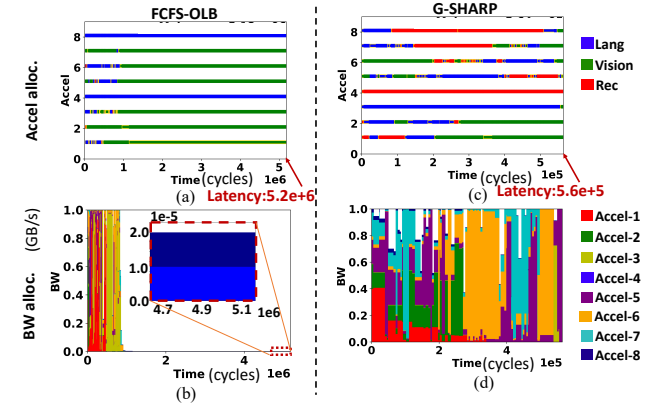 FCFS-OLB
G-SHARP
Accel alloc.
Accel
8
6
4
2
0
0 1 2 3 4 5
1e6
Time (cycles)
(a)
Latency:5.2e+6
Accel
8
6
4
2
0
0 1 2 3 4 5
1e5
Time (cycles)
(c)
Latency:5.6e+5
Lang
Vision
Rec
BW alloc. (GB/s)
BW
1.0
0.8
0.6
0.4
0.2
0.0
0 2 4
1e6
Time (cycles)
(b)
1e-5
2.0
1.0
0.0
4.7 4.9 5.1
1e6
1.0
0.8
0.6
0.4
0.2
0.0
0 2 4
1e5
Time (cycles)
(d)
Accel-1
Accel-2
Accel-3
Accel-4
Accel-5
Accel-6
Accel-7
Accel-8